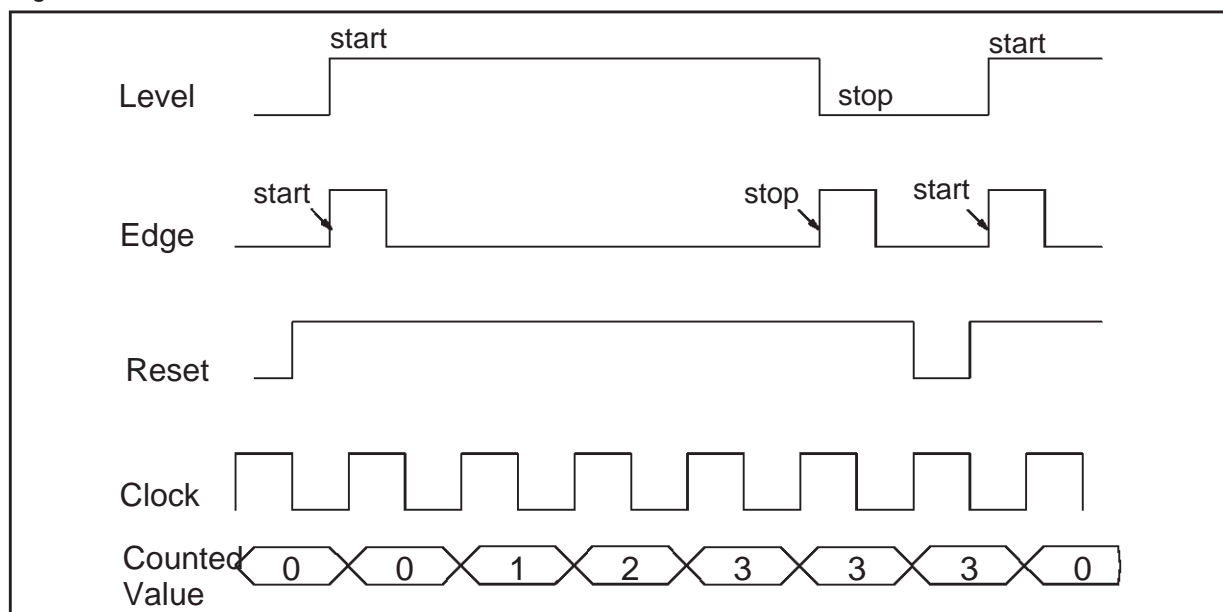 start
start
Level
stop
start
stop
start
Edge
Reset
Clock
Counted
Value
0 0 1 2 3 3 3 0